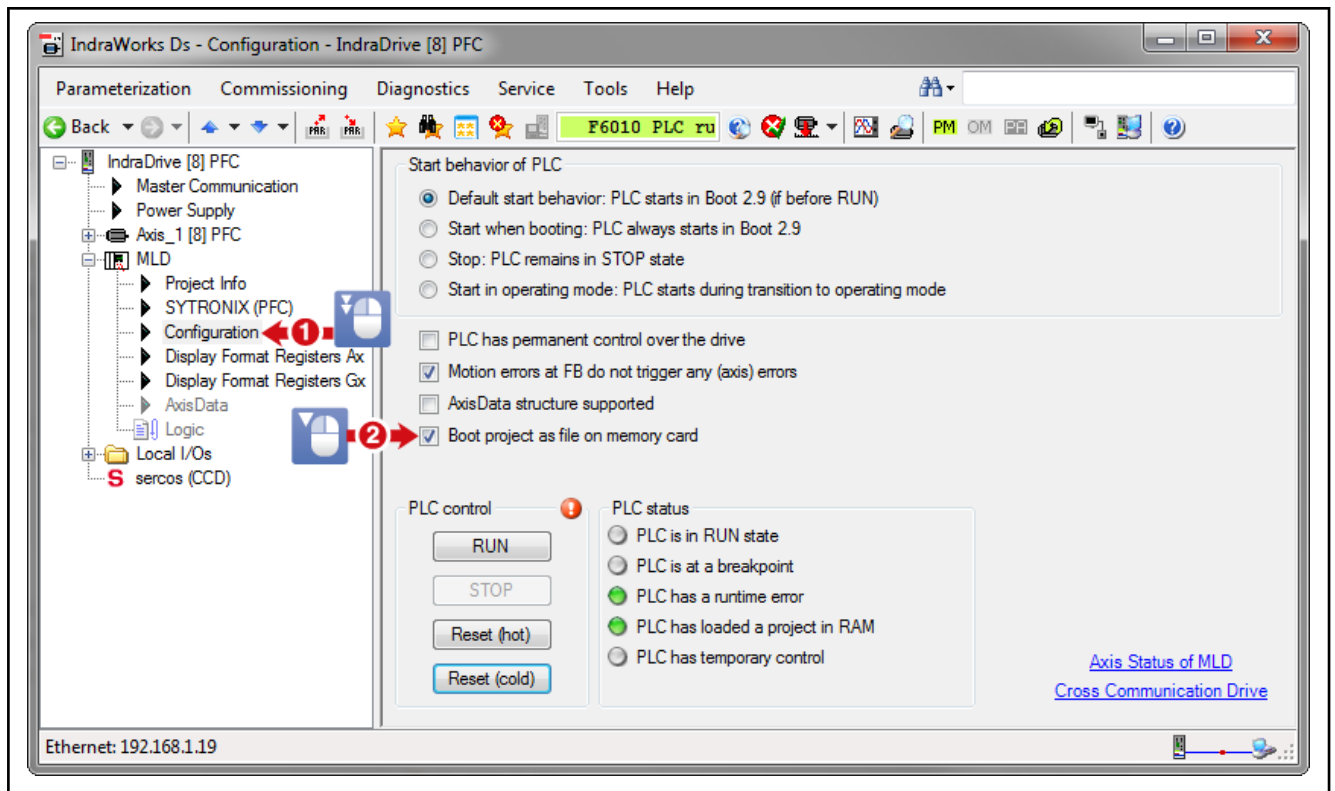 IndraWorks Ds - Configuration - IndraDrive [8] PFC
Parameterization Commissioning Diagnostics Service Tools Help
Back PAR PAR F6010 PLC ru PM OM
IndraDrive [8] PFC
Master Communication
Power Supply
Axis_1 [8] PFC
MLD
Project Info
SYTRONIX (PFC)
Configuration 1
Display Format Registers Ax
Display Format Registers Gx
AxisData
Logic
Local I/Os
S sercos (CCD)
Start behavior of PLC
Default start behavior: PLC starts in Boot 2.9 (if before RUN)
Start when booting: PLC always starts in Boot 2.9
Stop: PLC remains in STOP state
Start in operating mode: PLC starts during transition to operating mode
PLC has permanent control over the drive
Motion errors at FB do not trigger any (axis) errors
AxisData structure supported
2 Boot project as file on memory card
PLC control !
RUN
STOP
Reset (hot)
Reset (cold)
PLC status
PLC is in RUN state
PLC is at a breakpoint
PLC has a runtime error
PLC has loaded a project in RAM
PLC has temporary control
Axis Status of MLD
Cross Communication Drive
Ethernet: 192.168.1.19